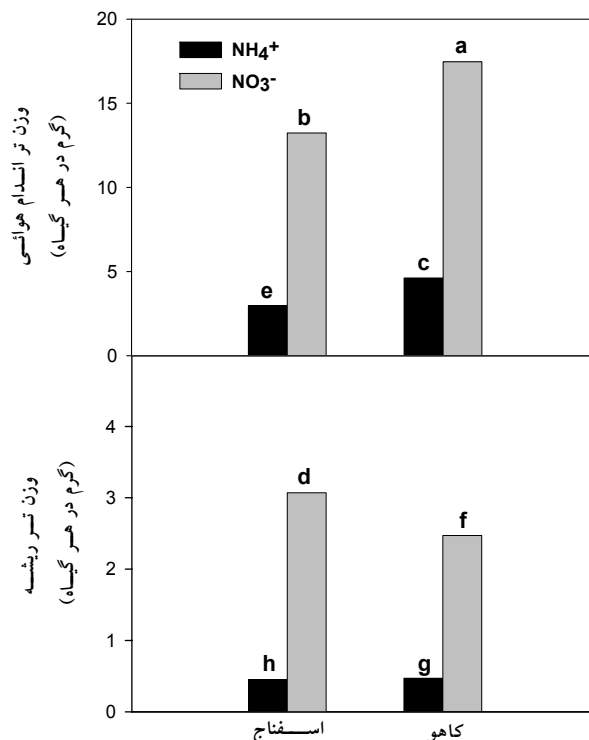 20
15
10
5
0
NH₄⁺
NO₃⁻
a
b
c
e
وزن تر اندام هوائی
(گرم در هر گیاه)
4
3
2
1
0
d
f
h
g
وزن تر ریشه
(گرم در هر گیاه)
اسفناج
کاهو